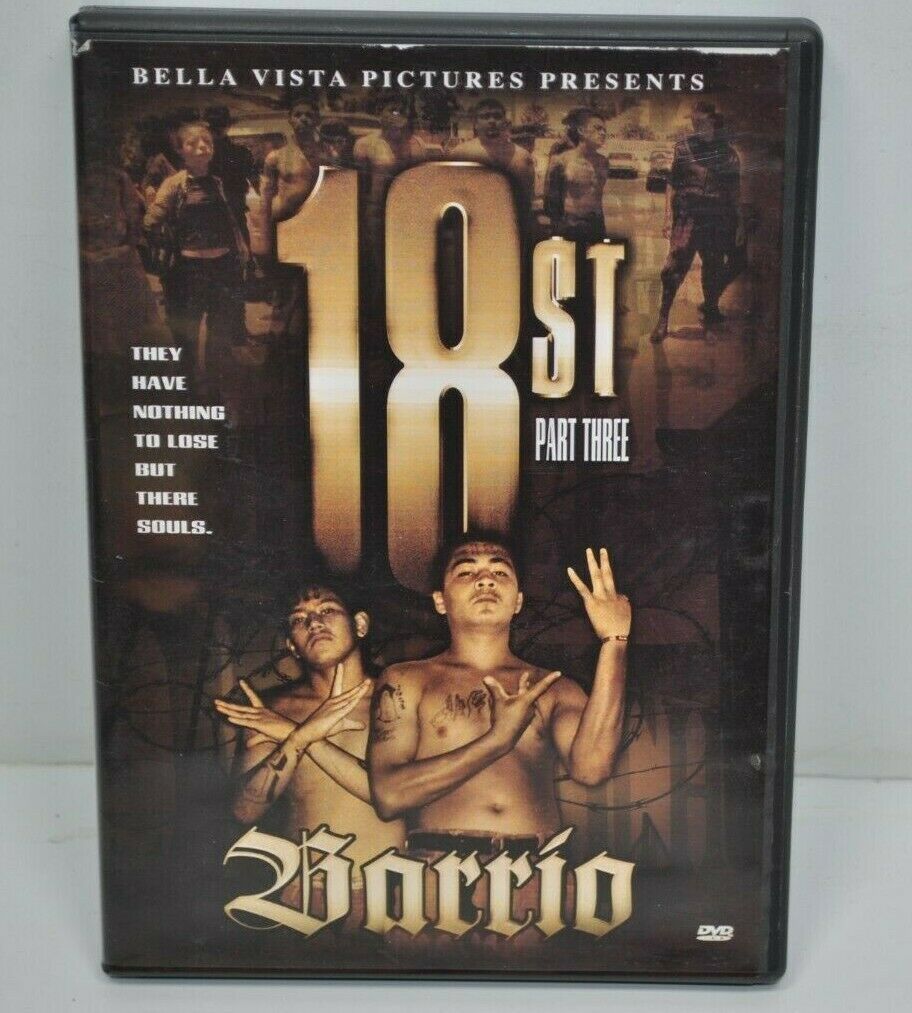 BELLA VISTA PICTURES PRESENTS
18 ST
PART THREE
THEY
HAVE
NOTHING
TO LOSE
BUT
THERE
SOULS.
Barrio
DVD